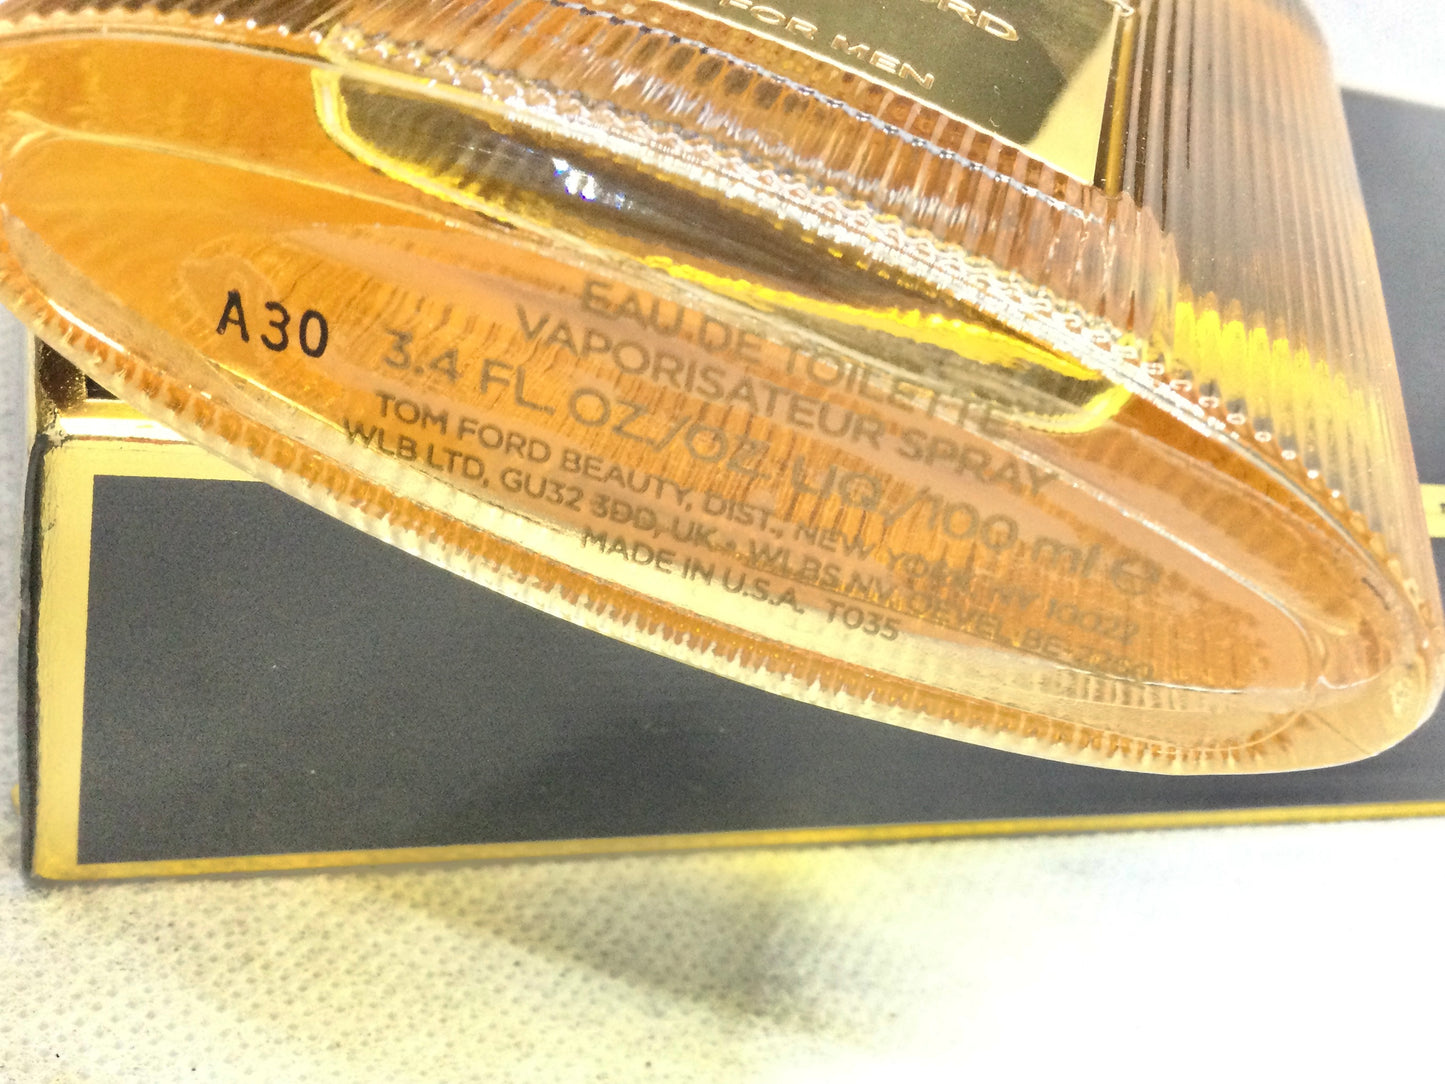 ORD
FOR MEN
A30
EAU DE TOILETTE
VAPORISATEUR SPRAY
3.4 FL. OZ./OZ. LIQ./100 ml e
TOM FORD BEAUTY, DIST., NEW YORK, NY 10022
WLB LTD, GU32 3DD, UK • WLBS NV, OEVEL BE-2260
MADE IN U.S.A. T035